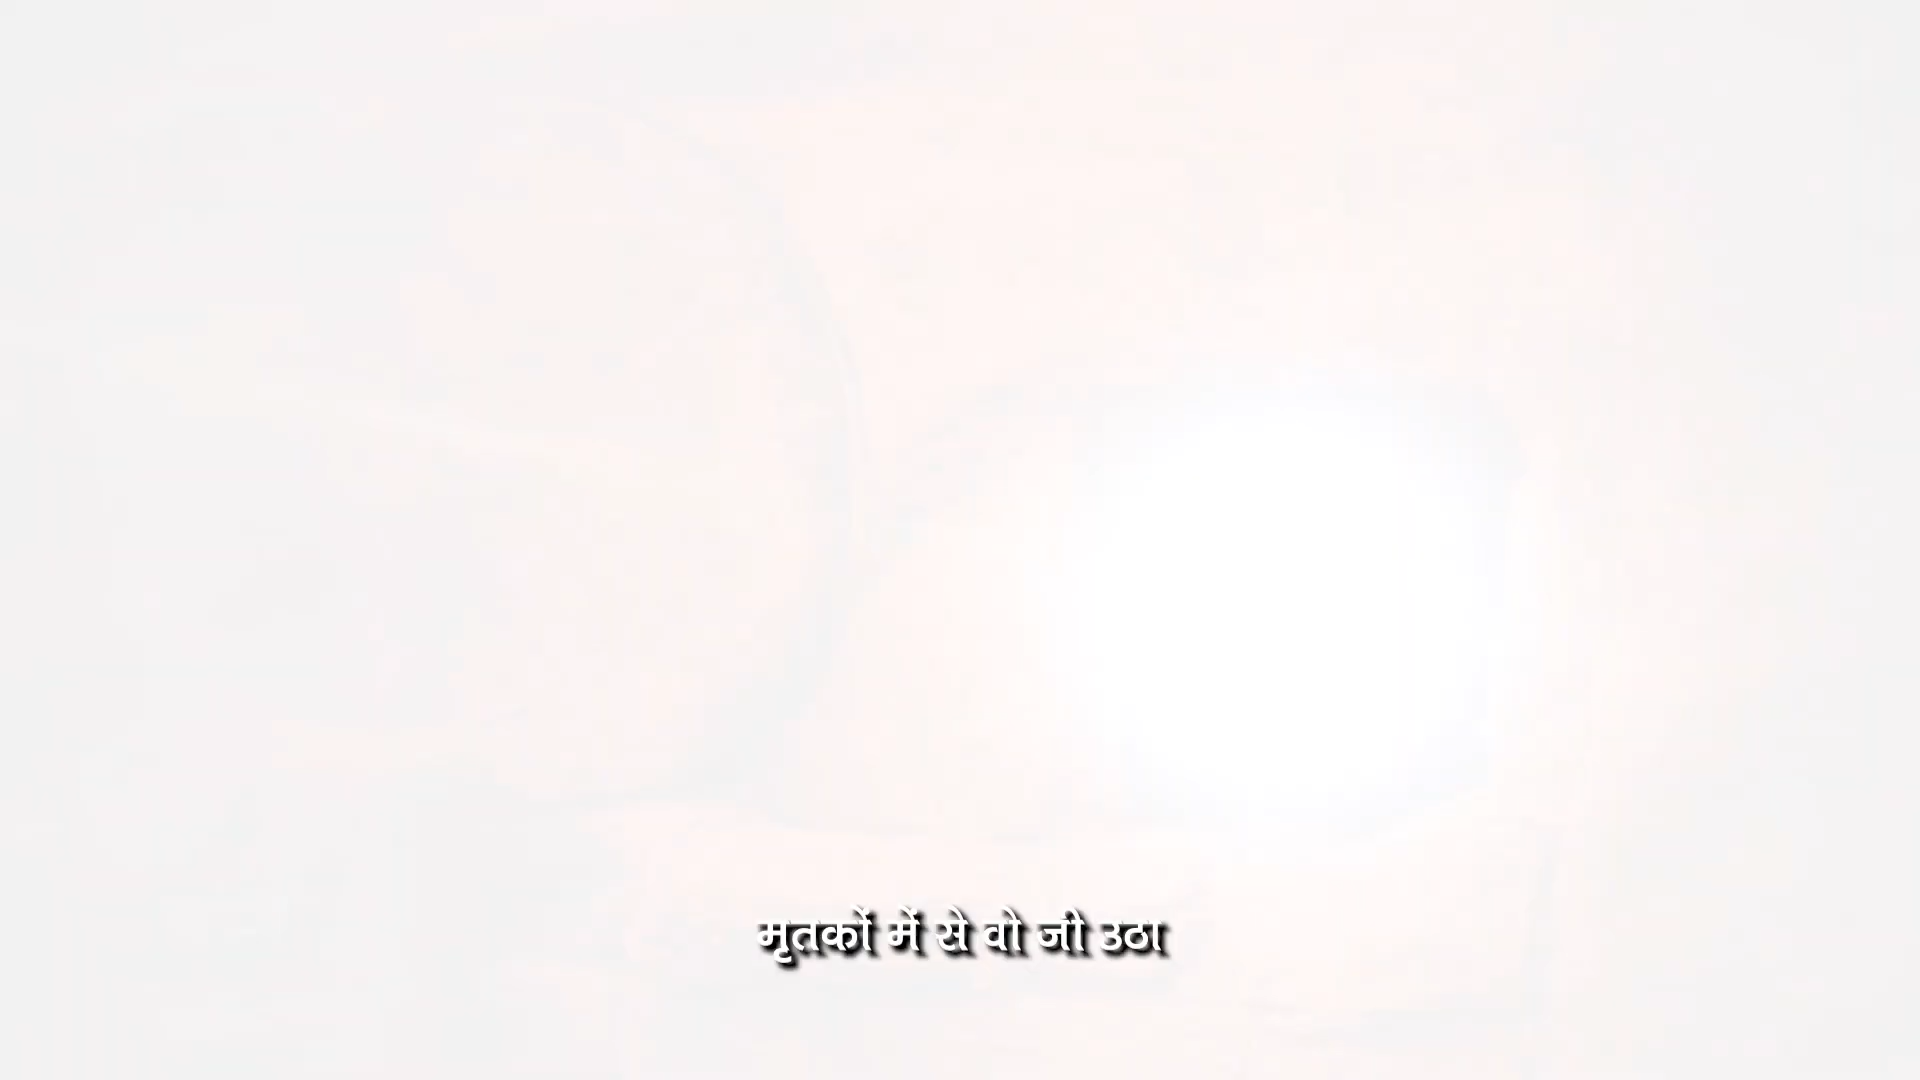 मृतकों में से वो जी उठा